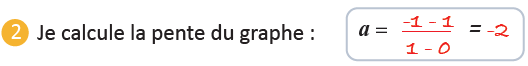 2 Je calcule la pente du graphe : a = -1 - 1 / 1 - 0 = -2